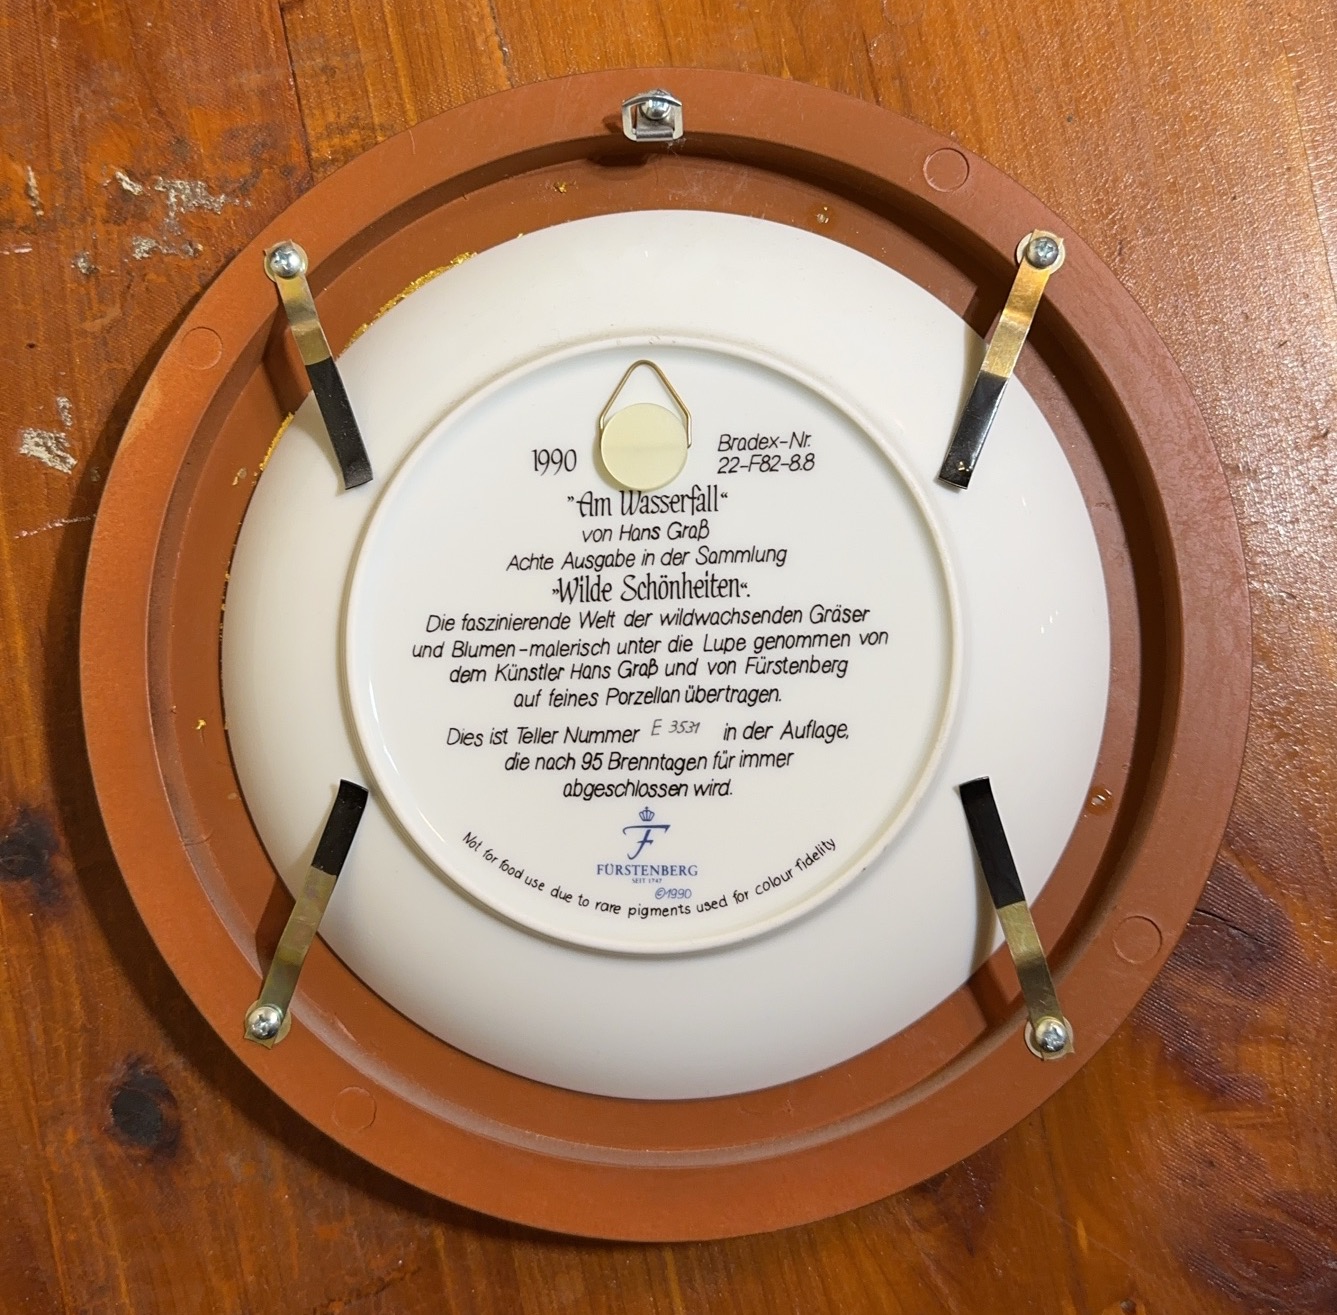 1990
Bradex-Nr.
22-F82-8.8
"Am Wasserfall“
von Hans Graß
Achte Ausgabe in der Sammlung
"Wilde Schönheiten“.
Die faszinierende Welt der wildwachsenden Gräser
und Blumen-malerisch unter die Lupe genommen von
dem Künstler Hans Graß und von Fürstenberg
auf feines Porzellan übertragen.
Dies ist Teller Nummer E 3531 in der Auflage,
die nach 95 Brenntagen für immer
abgeschlossen wird.
F
FÜRSTENBERG
SEIT 1747
©1990
Not for food use due to rare pigments used for colour fidelity